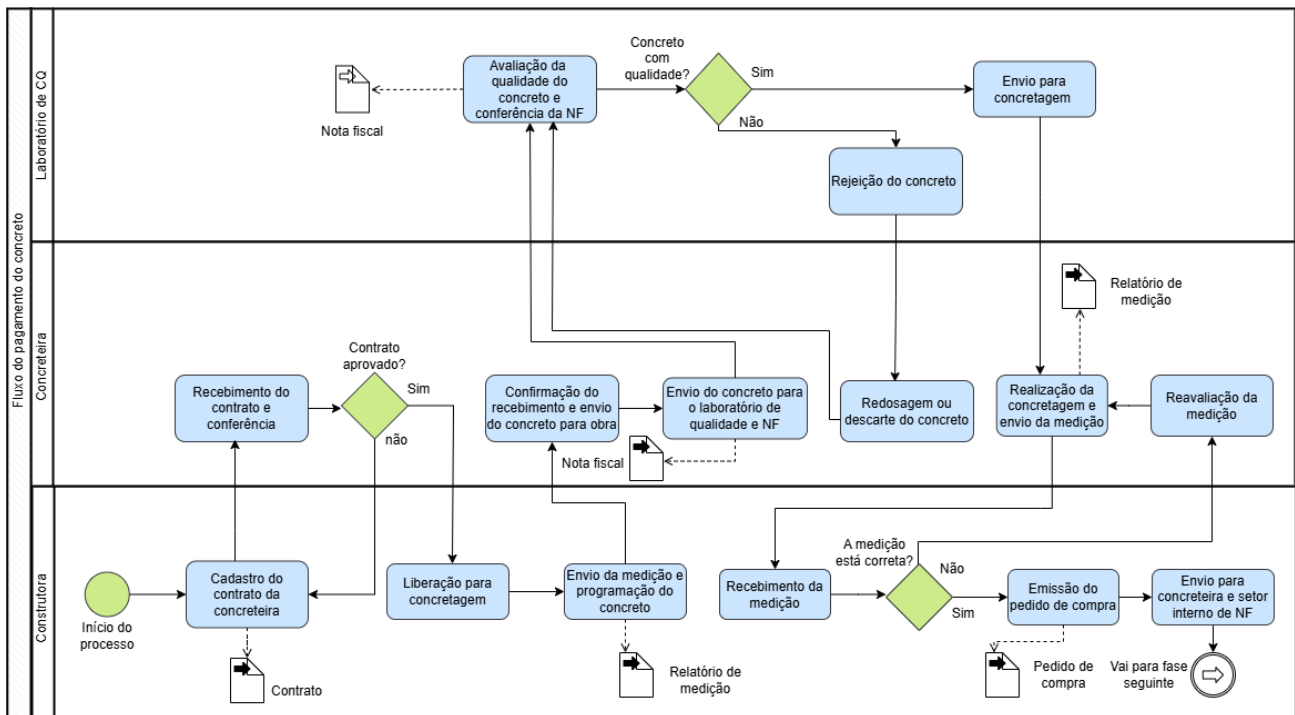 Fluxo do pagamento do concreto
Laboratório de CQ
Nota fiscal
Avaliação da
qualidade do
concreto e
conferência da NF
Concreto
com
qualidade?
Sim
Não
Envio para
concretagem
Rejeição do concreto
Concreteira
Recebimento do
contrato e
conferência
Contrato
aprovado?
Sim
não
Confirmação do
recebimento e envio
do concreto para obra
Envio do concreto para
o laboratório de
qualidade e NF
Nota fiscal
Redosagem ou
descarte do concreto
Relatório de
medição
Realização da
concretagem e
envio da medição
Reavaliação da
medição
Construtora
Início do
processo
Cadastro do
contrato da
concreteira
Contrato
Liberação para
concretagem
Envio da medição e
programação do
concreto
Relatório de
medição
Recebimento da
medição
A medição
está correta?
Não
Sim
Emissão do
pedido de compra
Pedido de
compra
Envio para
concreteira e setor
interno de NF
Vai para fase
seguinte